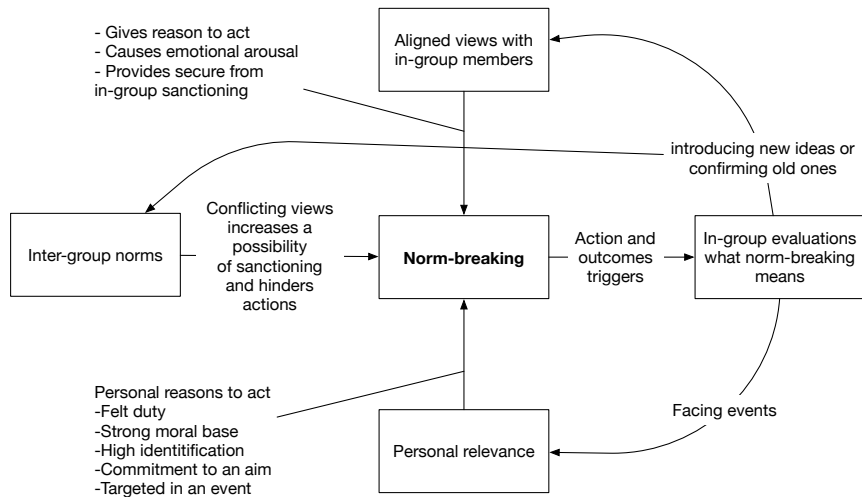 - Gives reason to act
- Causes emotional arousal
- Provides secure from
in-group sanctioning
Aligned views with
in-group members
introducing new ideas or
confirming old ones
Inter-group norms
Conflicting views
increases a
possibility
of sanctioning
and hinders
actions
Norm-breaking
Action and
outcomes
triggers
In-group evaluations
what norm-breaking
means
Personal reasons to act
-Felt duty
-Strong moral base
-High identitification
-Commitment to an aim
-Targeted in an event
Personal relevance
Facing events